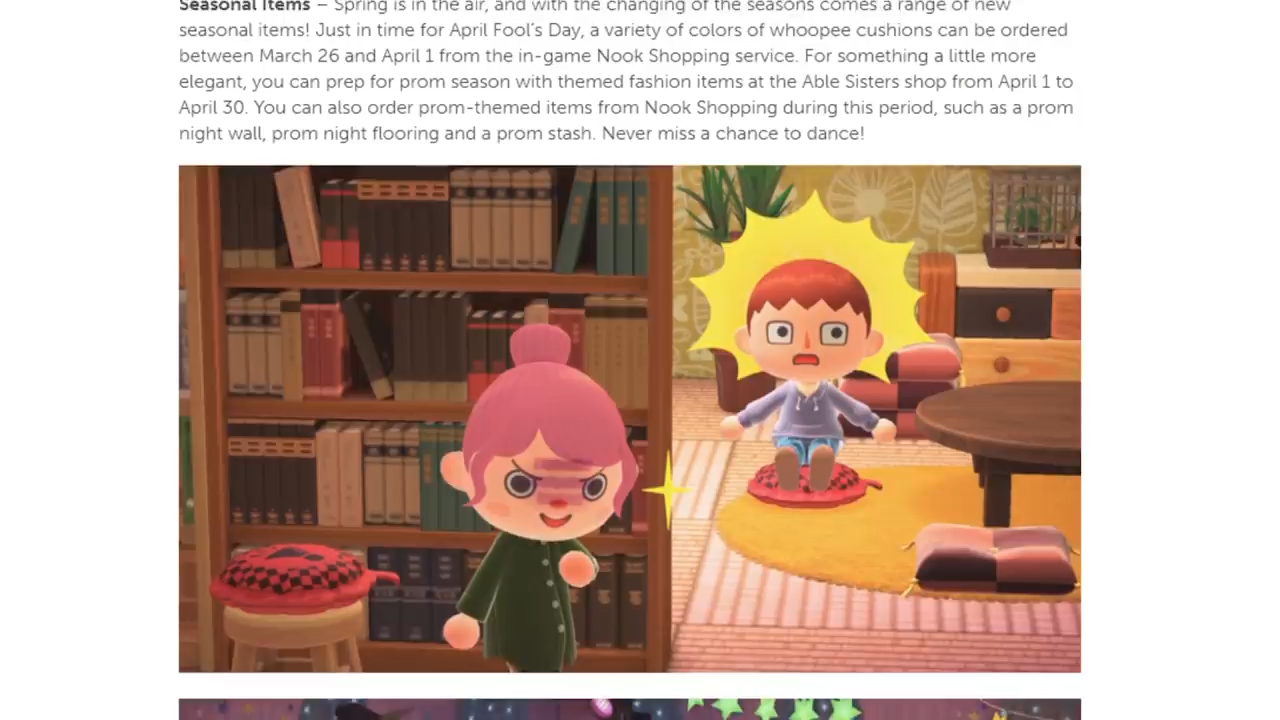 Seasonal Items – Spring is in the air, and with the changing of the seasons comes a range of new
seasonal items! Just in time for April Fool's Day, a variety of colors of whoopee cushions can be ordered
between March 26 and April 1 from the in-game Nook Shopping service. For something a little more
elegant, you can prep for prom season with themed fashion items at the Able Sisters shop from April 1 to
April 30. You can also order prom-themed items from Nook Shopping during this period, such as a prom
night wall, prom night flooring and a prom stash. Never miss a chance to dance!